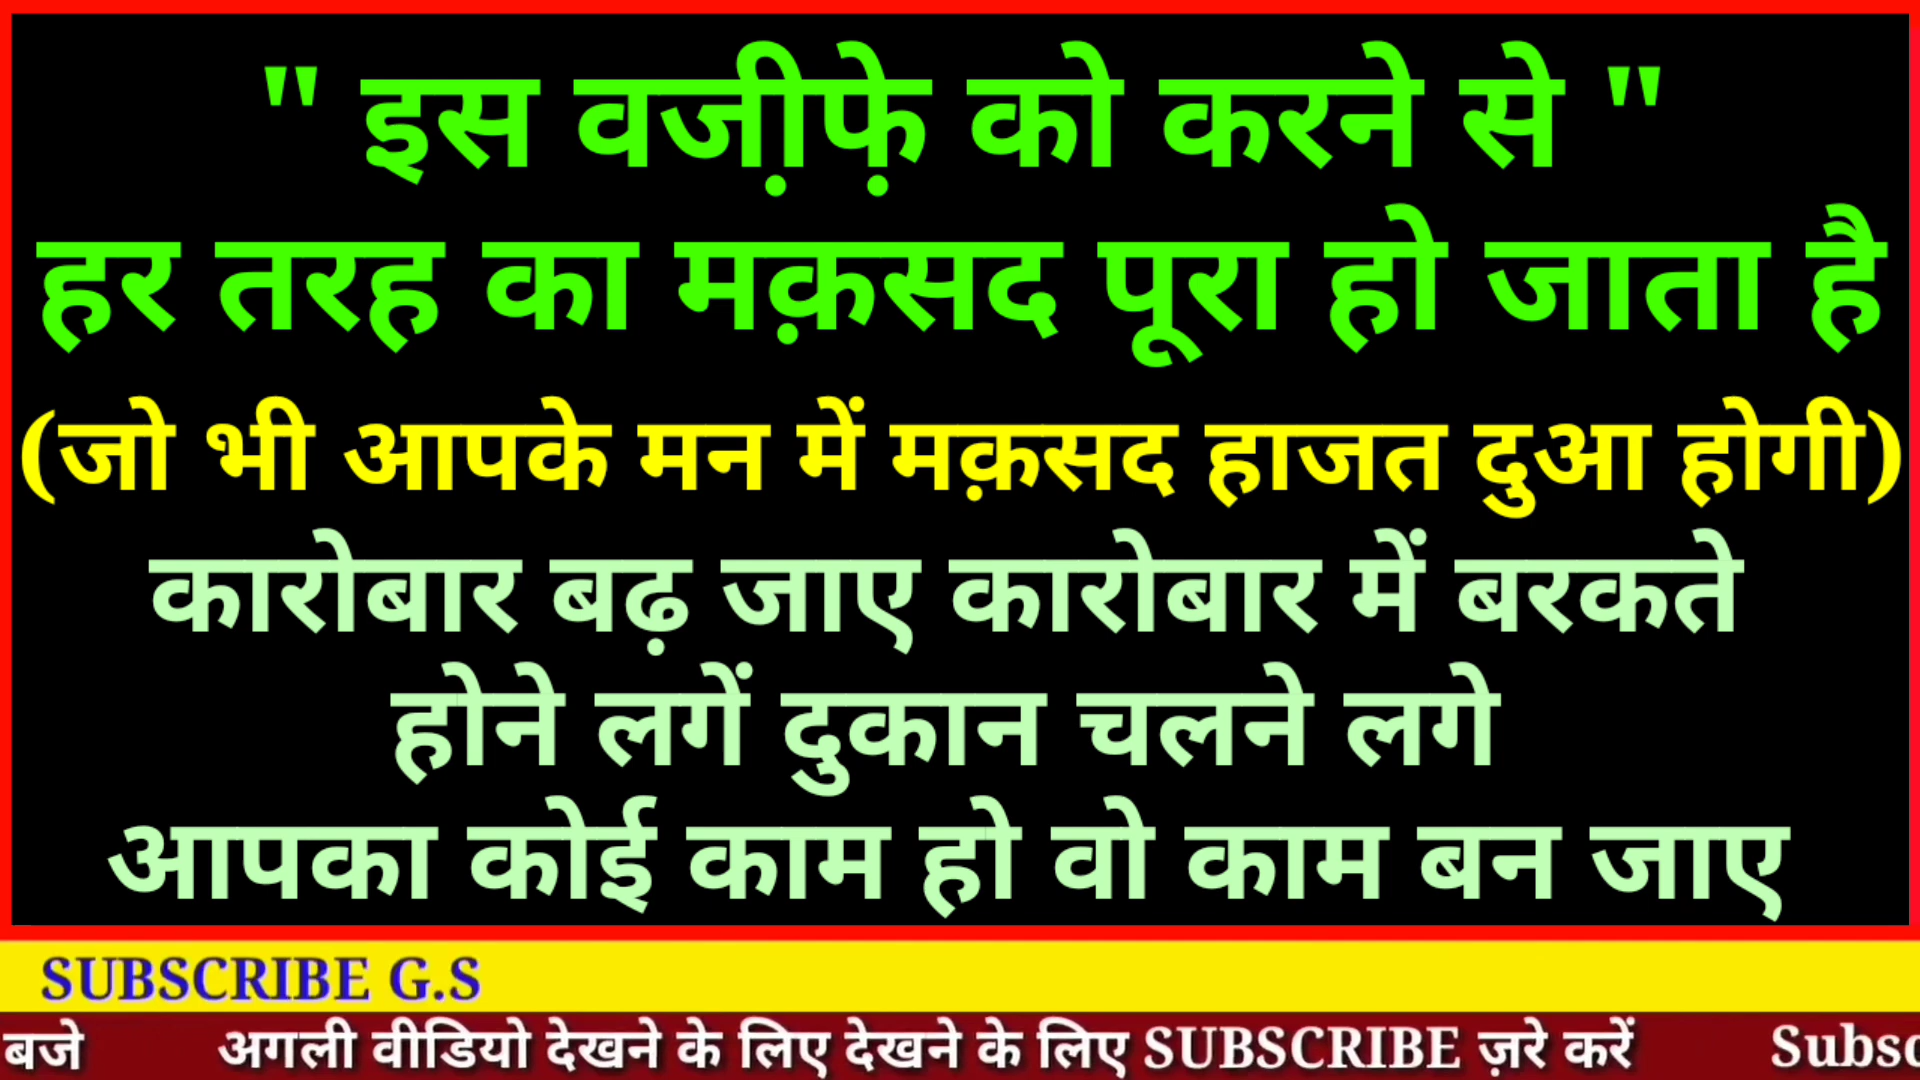 " इस वजी़फे़ को करने से "
हर तरह का मक़सद पूरा हो जाता है
(जो भी आपके मन में मक़सद हाजत दुआ होगी)
कारोबार बढ़ जाए कारोबार में बरकते
होने लगें दुकान चलने लगे
आपका कोई काम हो वो काम बन जाए
SUBSCRIBE G.S
बजे अगली वीडियो देखने के लिए देखने के लिए SUBSCRIBE ज़रे करें